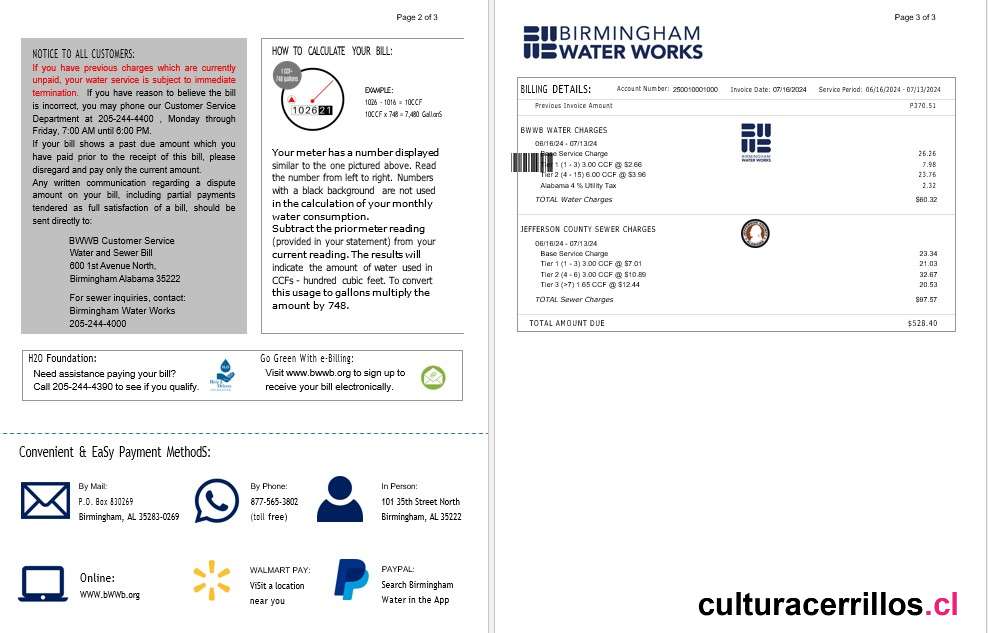 Page 2 of 3
NOTICE TO ALL CUSTOMERS:
If you have previous charges which are currently
unpaid, your water service is subject to immediate
termination. If you have reason to believe the bill
is incorrect, you may phone our Customer Service
Department at 205-244-4400 , Monday through
Friday, 7:00 AM until 6:00 PM.
If your bill shows a past due amount which you
have paid prior to the receipt of this bill, please
disregard and pay only the current amount.
Any written communication regarding a dispute
amount on your bill, including partial payments
tendered as full satisfaction of a bill, should be
sent directly to:
BWWB Customer Service
Water and Sewer Bill
600 1st Avenue North,
Birmingham Alabama 35222
For sewer inquiries, contact:
Birmingham Water Works
205-244-4000
HOW TO CALCULATE YOUR BILL:
748 gallons
102621
EXAMPLE:
1026 - 1016 = 10CCF
10CCF x 748 = 7,480 GallonS
Your meter has a number displayed
similar to the one pictured above. Read
the number from left to right. Numbers
with a black background are not used
in the calculation of your monthly
water consumption.
Subtract the prior meter reading
(provided in your statement) from your
current reading. The results will
indicate the amount of water used in
CCFs - hundred cubic feet. To convert
this usage to gallons multiply the
amount by 748.
H2O Foundation:
Need assistance paying your bill?
Call 205-244-4390 to see if you qualify.
Go Green With e-Billing:
Visit www.bwwb.org to sign up to
receive your bill electronically.
Convenient & EaSy Payment MethodS:
By Mail:
P.O. Box 830269
Birmingham, AL 35283-0269
By Phone:
877-565-3802
(toll free)
In Person:
101 35th Street North
Birmingham, AL 35222
Online:
WWW.bWWb.org
WALMART PAY:
ViSit a location
near you
PAYPAL:
Search Birmingham
Water in the App
Page 3 of 3
BIRMINGHAM
WATER WORKS
BILLING DETAILS: Account Number: 250010001000 Invoice Date: 07/16/2024 Service Period: 06/16/2024 - 07/13/2024
Previous Invoice Amount P370.51
BWWB WATER CHARGES
BIRMINGHAM
WATER WORKS
06/16/24 - 07/13/24
Base Service Charge 26.26
Tier 1 (1 - 3) 3.00 CCF @ $2.66 7.98
Tier 2 (4 - 15) 6.00 CCF @ $3.96 23.76
Alabama 4 % Utility Tax 2.32
TOTAL Water Charges $60.32
JEFFERSON COUNTY SEWER CHARGES
06/16/24 - 07/13/24
Base Service Charge 23.34
Tier 1 (1 - 3) 3.00 CCF @ $7.01 21.03
Tier 2 (4 - 6) 3.00 CCF @ $10.89 32.67
Tier 3 (>7) 1.65 CCF @ $12.44 20.53
TOTAL Sewer Charges $97.57
TOTAL AMOUNT DUE $528.40
culturacerrillos.cl